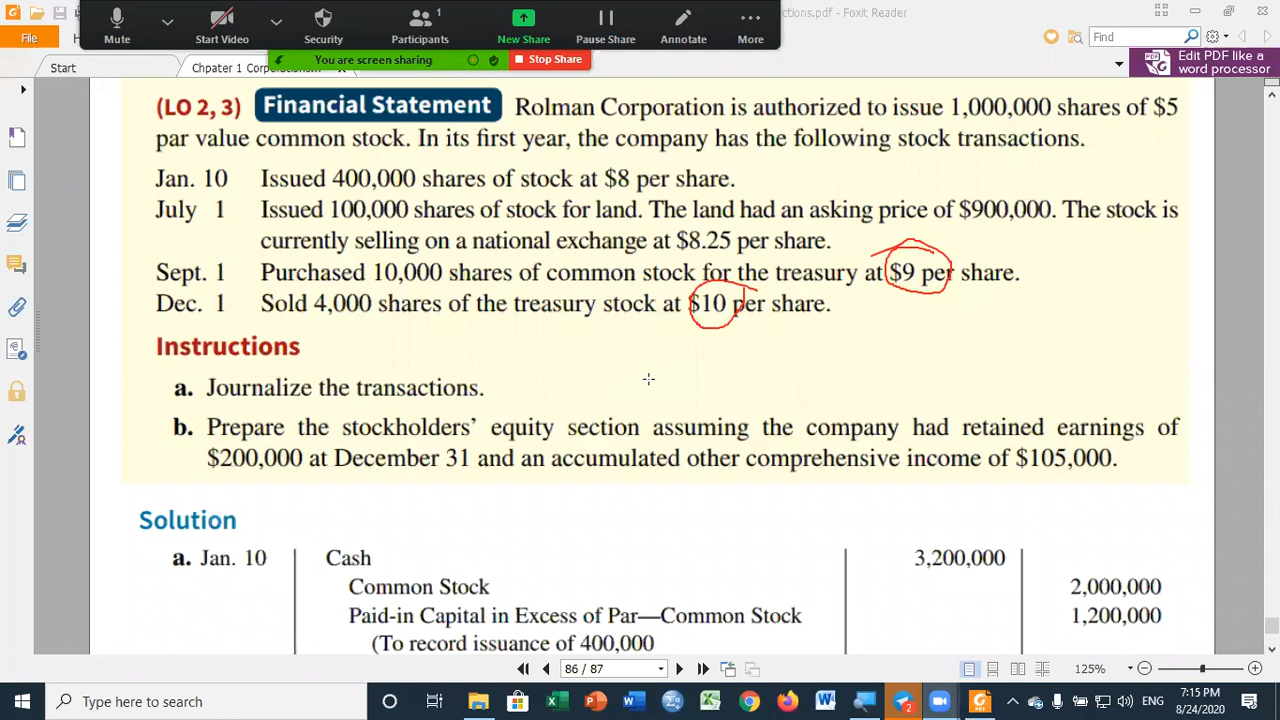 ctions.pdf - Foxit Reader
1
Mute
Start Video
Security
Participants
New Share
Pause Share
Annotate
More
File
Find
You are screen sharing
Stop Share
Edit PDF like a
word processor
Start
Chpater 1 Corporations...
(LO 2, 3) Financial Statement Rolman Corporation is authorized to issue 1,000,000 shares of $5
par value common stock. In its first year, the company has the following stock transactions.
Jan. 10 Issued 400,000 shares of stock at $8 per share.
July 1 Issued 100,000 shares of stock for land. The land had an asking price of $900,000. The stock is
currently selling on a national exchange at $8.25 per share.
Sept. 1 Purchased 10,000 shares of common stock for the treasury at $9 per share.
Dec. 1 Sold 4,000 shares of the treasury stock at $10 per share.
Instructions
a. Journalize the transactions.
b. Prepare the stockholders’ equity section assuming the company had retained earnings of
$200,000 at December 31 and an accumulated other comprehensive income of $105,000.
Solution
a. Jan. 10 Cash 3,200,000
Common Stock 2,000,000
Paid-in Capital in Excess of Par—Common Stock 1,200,000
(To record issuance of 400,000
86 / 87
125%
Type here to search
2
ENG
7:15 PM
8/24/2020